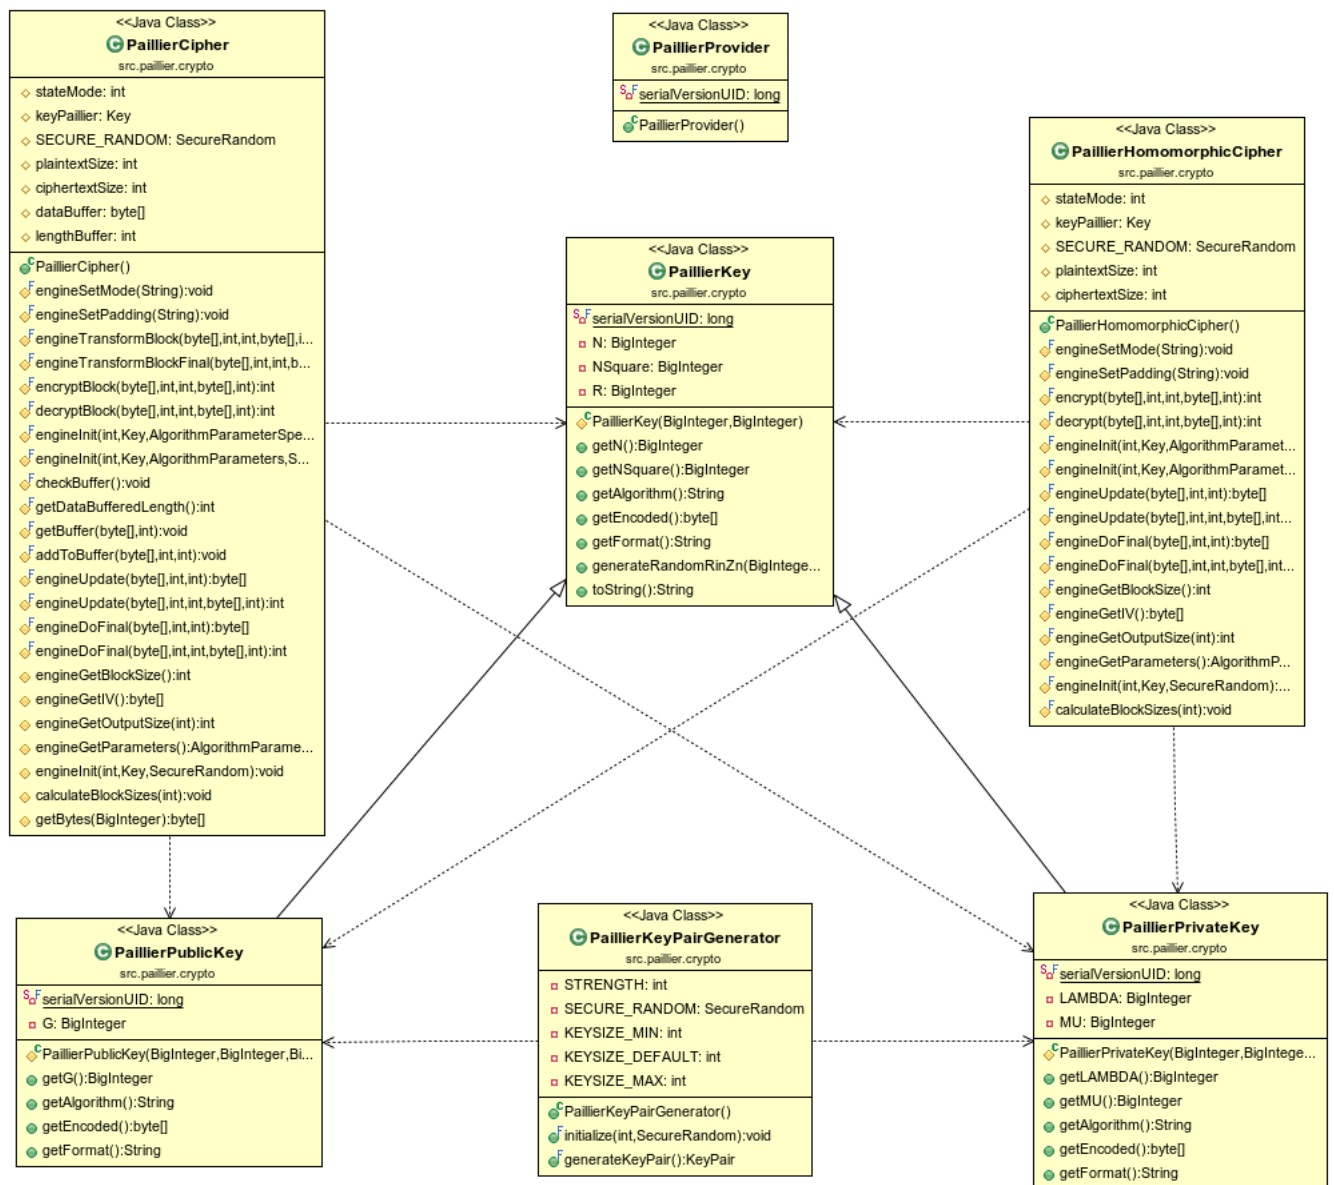 <<Java Class>>
PaillierCipher
src.paillier.crypto
stateMode: int
keyPaillier: Key
SECURE_RANDOM: SecureRandom
plaintextSize: int
ciphertextSize: int
dataBuffer: byte[]
lengthBuffer: int
PaillierCipher()
engineSetMode(String):void
engineSetPadding(String):void
engineTransformBlock(byte[],int,int,byte[],i...
engineTransformBlockFinal(byte[],int,int,b...
encryptBlock(byte[],int,int,byte[],int):int
decryptBlock(byte[],int,int,byte[],int):int
engineInit(int,Key,AlgorithmParameterSpe...
engineInit(int,Key,AlgorithmParameters,S...
checkBuffer():void
getDataBufferedLength():int
getBuffer(byte[],int):void
addToBuffer(byte[],int,int):void
engineUpdate(byte[],int,int):byte[]
engineUpdate(byte[],int,int,byte[],int):int
engineDoFinal(byte[],int,int):byte[]
engineDoFinal(byte[],int,int,byte[],int):int
engineGetBlockSize():int
engineGetIV():byte[]
engineGetOutputSize(int):int
engineGetParameters():AlgorithmParame...
engineInit(int,Key,SecureRandom):void
calculateBlockSizes(int):void
getBytes(BigInteger):byte[]
<<Java Class>>
PaillierProvider
src.paillier.crypto
serialVersionUID: long
PaillierProvider()
<<Java Class>>
PaillierHomomorphicCipher
src.paillier.crypto
stateMode: int
keyPaillier: Key
SECURE_RANDOM: SecureRandom
plaintextSize: int
ciphertextSize: int
PaillierHomomorphicCipher()
engineSetMode(String):void
engineSetPadding(String):void
encrypt(byte[],int,int,byte[],int):int
decrypt(byte[],int,int,byte[],int):int
engineInit(int,Key,AlgorithmParamet...
engineInit(int,Key,AlgorithmParamet...
engineUpdate(byte[],int,int):byte[]
engineUpdate(byte[],int,int,byte[],int...
engineDoFinal(byte[],int,int):byte[]
engineDoFinal(byte[],int,int,byte[],int...
engineGetBlockSize():int
engineGetIV():byte[]
engineGetOutputSize(int):int
engineGetParameters():AlgorithmP...
engineInit(int,Key,SecureRandom):...
calculateBlockSizes(int):void
<<Java Class>>
PaillierKey
src.paillier.crypto
serialVersionUID: long
N: BigInteger
NSquare: BigInteger
R: BigInteger
PaillierKey(BigInteger,BigInteger)
getN():BigInteger
getNSquare():BigInteger
getAlgorithm():String
getEncoded():byte[]
getFormat():String
generateRandomRinZn(BigIntege...
toString():String
<<Java Class>>
PaillierPublicKey
src.paillier.crypto
serialVersionUID: long
G: BigInteger
PaillierPublicKey(BigInteger,BigInteger,Bi...
getG():BigInteger
getAlgorithm():String
getEncoded():byte[]
getFormat():String
<<Java Class>>
PaillierKeyPairGenerator
src.paillier.crypto
STRENGTH: int
SECURE_RANDOM: SecureRandom
KEYSIZE_MIN: int
KEYSIZE_DEFAULT: int
KEYSIZE_MAX: int
PaillierKeyPairGenerator()
initialize(int,SecureRandom):void
generateKeyPair():KeyPair
<<Java Class>>
PaillierPrivateKey
src.paillier.crypto
serialVersionUID: long
LAMBDA: BigInteger
MU: BigInteger
PaillierPrivateKey(BigInteger,BigIntege...
getLAMBDA():BigInteger
getMU():BigInteger
getAlgorithm():String
getEncoded():byte[]
getFormat():String